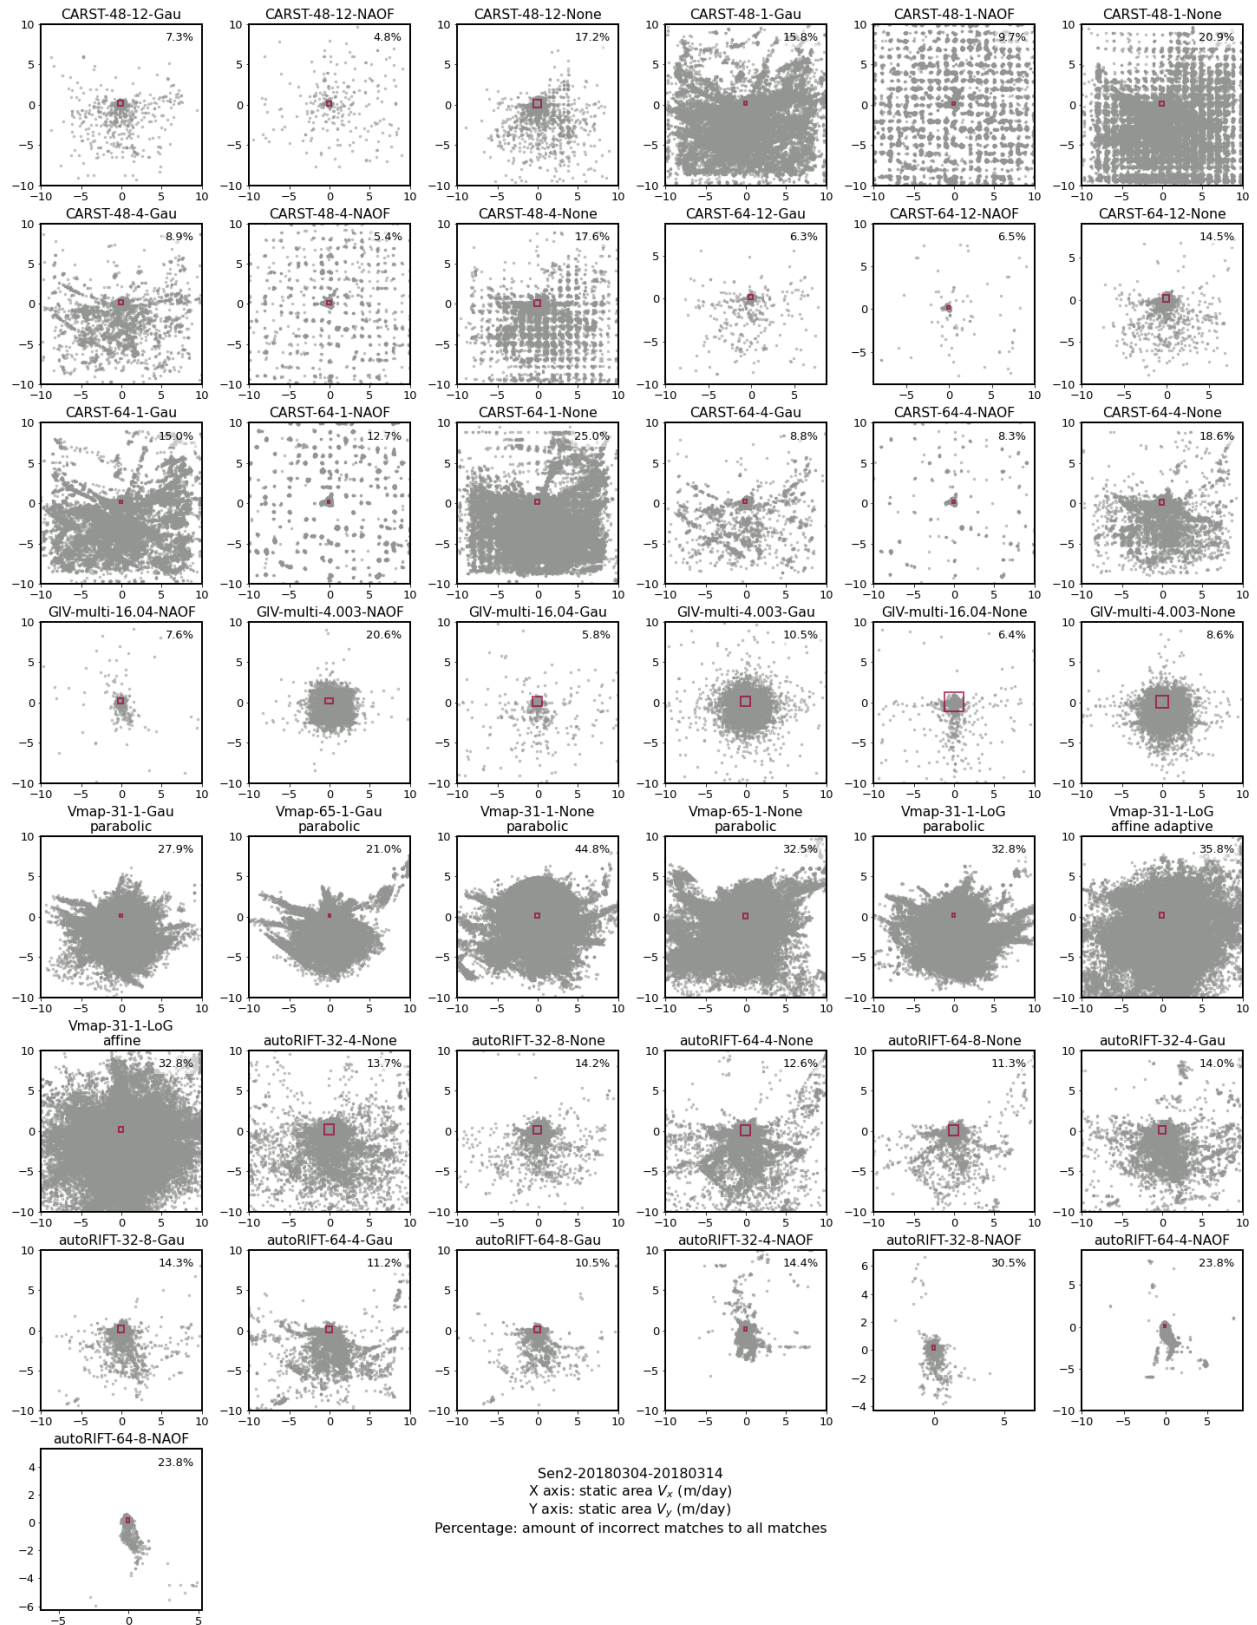 CARST-48-12-Gau CARST-48-12-NAOF CARST-48-12-None CARST-48-1-Gau CARST-48-1-NAOF CARST-48-1-None
7.3% 4.8% 17.2% 15.8% 9.7% 20.9%
CARST-48-4-Gau CARST-48-4-NAOF CARST-48-4-None CARST-64-12-Gau CARST-64-12-NAOF CARST-64-12-None
8.9% 5.4% 17.6% 6.3% 6.5% 14.5%
CARST-64-1-Gau CARST-64-1-NAOF CARST-64-1-None CARST-64-4-Gau CARST-64-4-NAOF CARST-64-4-None
15.0% 12.7% 25.0% 8.8% 8.3% 18.6%
GIV-multi-16.04-NAOF GIV-multi-4.003-NAOF GIV-multi-16.04-Gau GIV-multi-4.003-Gau GIV-multi-16.04-None GIV-multi-4.003-None
7.6% 20.6% 5.8% 10.5% 6.4% 8.6%
Vmap-31-1-Gau Vmap-65-1-Gau Vmap-31-1-None Vmap-65-1-None Vmap-31-1-LoG Vmap-31-1-LoG
parabolic parabolic parabolic parabolic parabolic affine adaptive
27.9% 21.0% 44.8% 32.5% 32.8% 35.8%
Vmap-31-1-LoG
affine autoRIFT-32-4-None autoRIFT-32-8-None autoRIFT-64-4-None autoRIFT-64-8-None autoRIFT-32-4-Gau
32.8% 13.7% 14.2% 12.6% 11.3% 14.0%
autoRIFT-32-8-Gau autoRIFT-64-4-Gau autoRIFT-64-8-Gau autoRIFT-32-4-NAOF autoRIFT-32-8-NAOF autoRIFT-64-4-NAOF
14.3% 11.2% 10.5% 14.4% 30.5% 23.8%
autoRIFT-64-8-NAOF
23.8%
Sen2-20180304-20180314
X axis: static area Vx (m/day)
Y axis: static area Vy (m/day)
Percentage: amount of incorrect matches to all matches